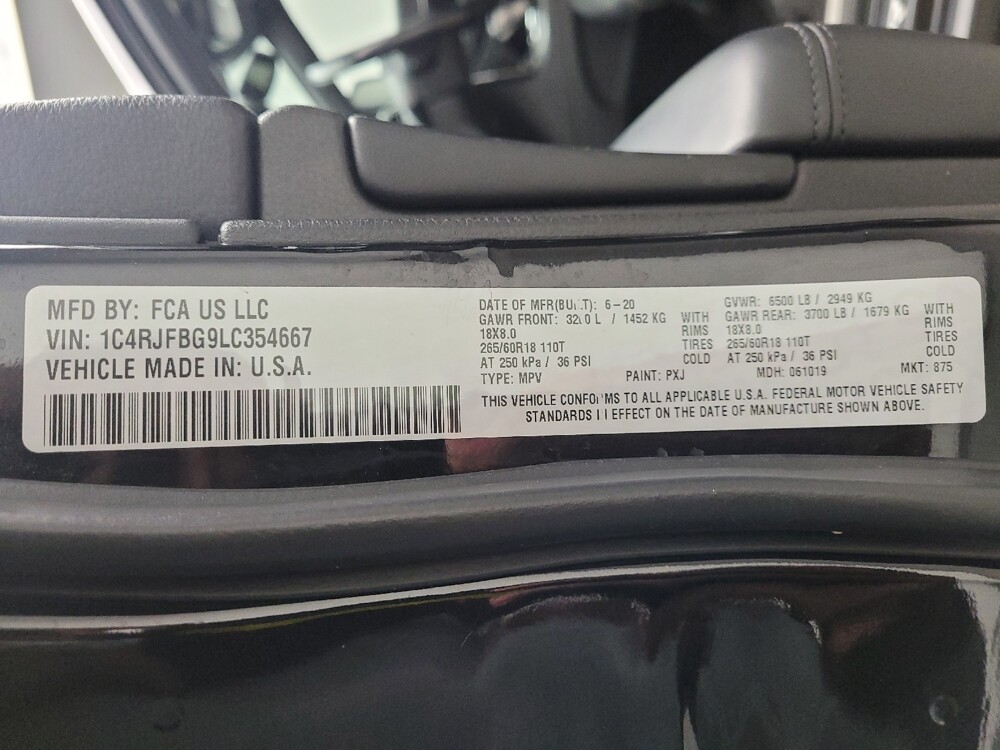 MFD BY: FCA US LLC
VIN: 1C4RJFBG9LC354667
VEHICLE MADE IN: U.S.A.
DATE OF MFR 6-20
GAWR FRONT: L / 1452 KG WITH
18X8.0 RIMS
265/60R18 110T TIRES
AT 250 kPa / 36 PSI COLD
TYPE: MPV
GVWR: 6500 LB / 2949 KG
GAWR REAR: 3700 LB / 1679 KG WITH
18X8.0 RIMS
265/60R18 110T TIRES
AT 250 kPa / 36 PSI COLD
PAINT: PXJ MDH: 061019 MKT: 875
THIS VEHICLE TO ALL APPLICABLE U.S.A. FEDERAL MOTOR VEHICLE SAFETY
STANDARDS EFFECT ON THE DATE OF MANUFACTURE SHOWN ABOVE.